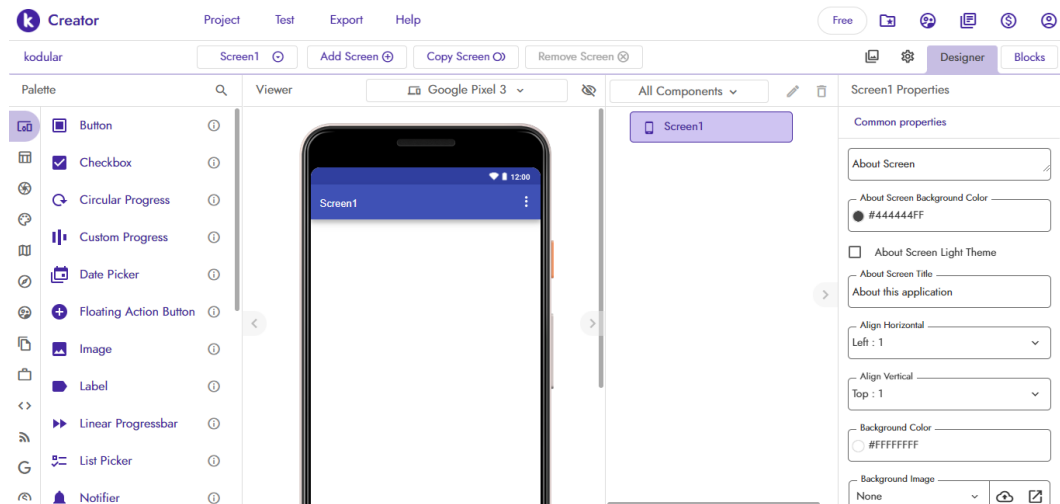 Creator
Project Test Export Help
Free
kodular
Screen1 Add Screen Copy Screen Remove Screen
Designer Blocks
Palette
Viewer
Google Pixel 3
All Components
Screen1 Properties
Button
Checkbox
Circular Progress
Custom Progress
Date Picker
Floating Action Button
Image
Label
Linear Progressbar
List Picker
Notifier
12:00
Screen1
Screen1
Common properties
About Screen
About Screen Background Color
#444444FF
About Screen Light Theme
About Screen Title
About this application
Align Horizontal
Left : 1
Align Vertical
Top : 1
Background Color
#FFFFFFFF
Background Image
None